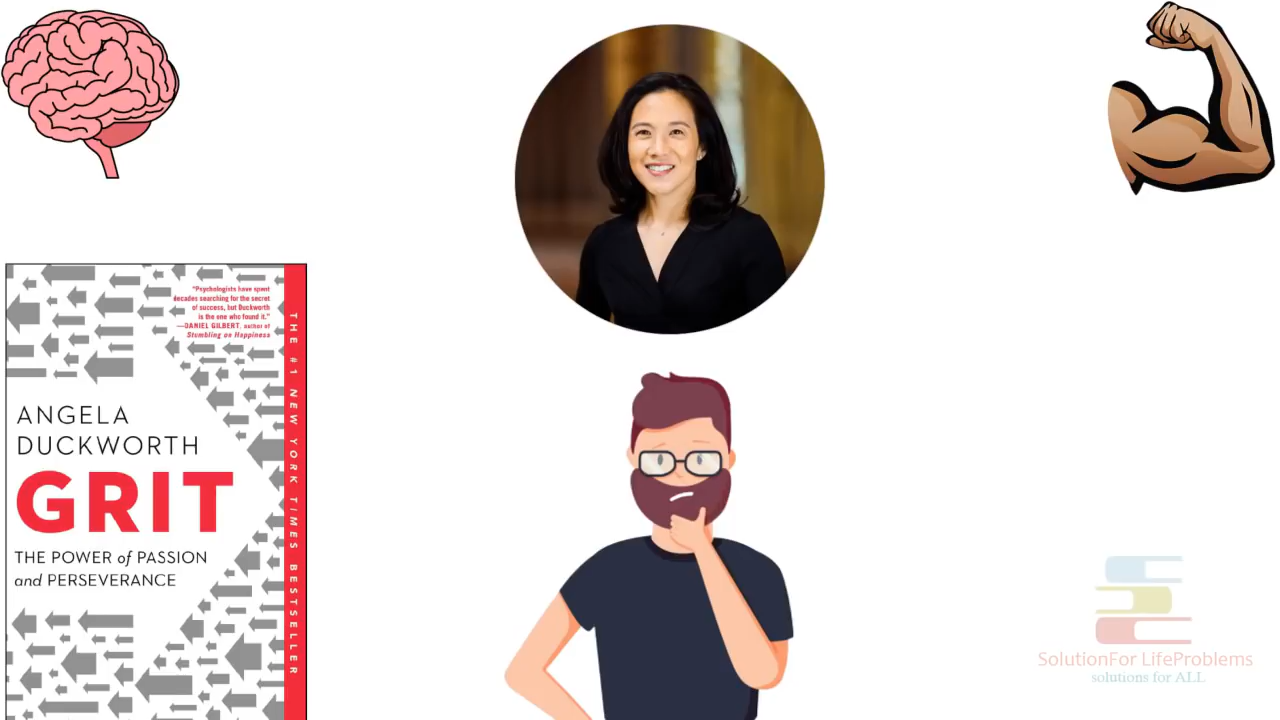 "Psychologists have spent
decades searching for the secret
of success, but Duckworth
is the one who found it."
—DANIEL GILBERT, author of
Stumbling on Happiness
ANGELA
DUCKWORTH
GRIT
THE POWER of PASSION
and PERSEVERANCE
THE #1 NEW YORK TIMES BESTSELLER
SolutionFor LifeProblems
solutions for ALL